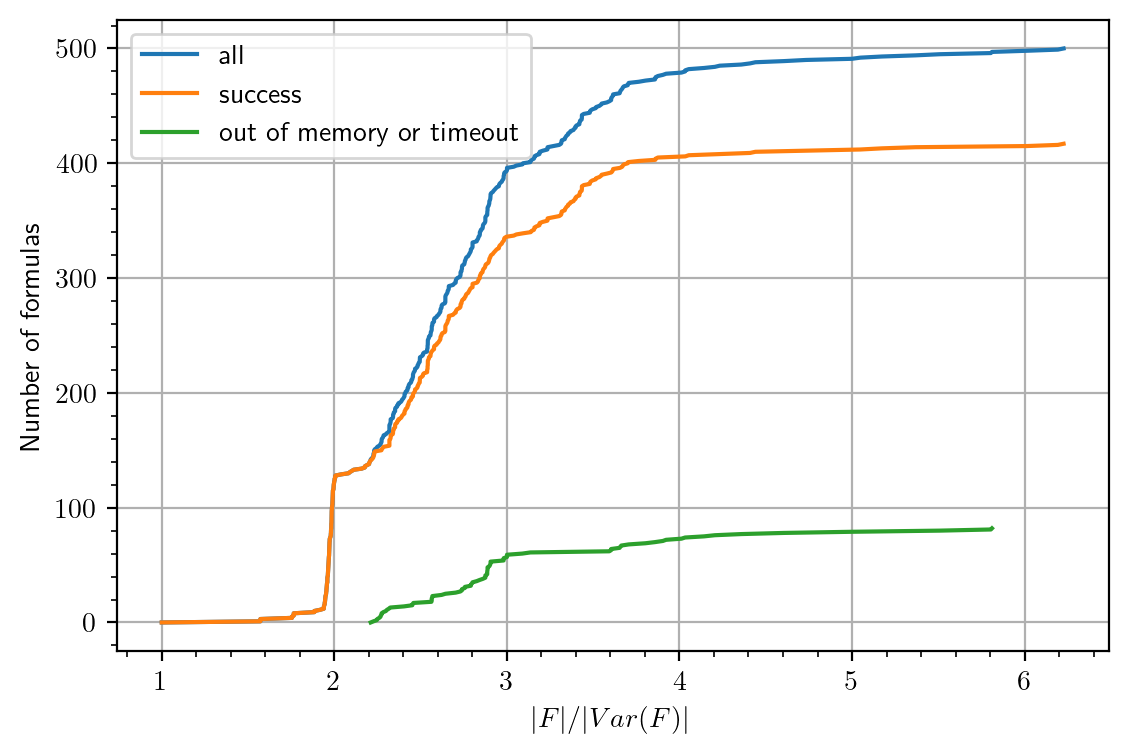 all
success
out of memory or timeout
Number of formulas
500
400
300
200
100
0
1 2 3 4 5 6
|F|/|Var(F)|